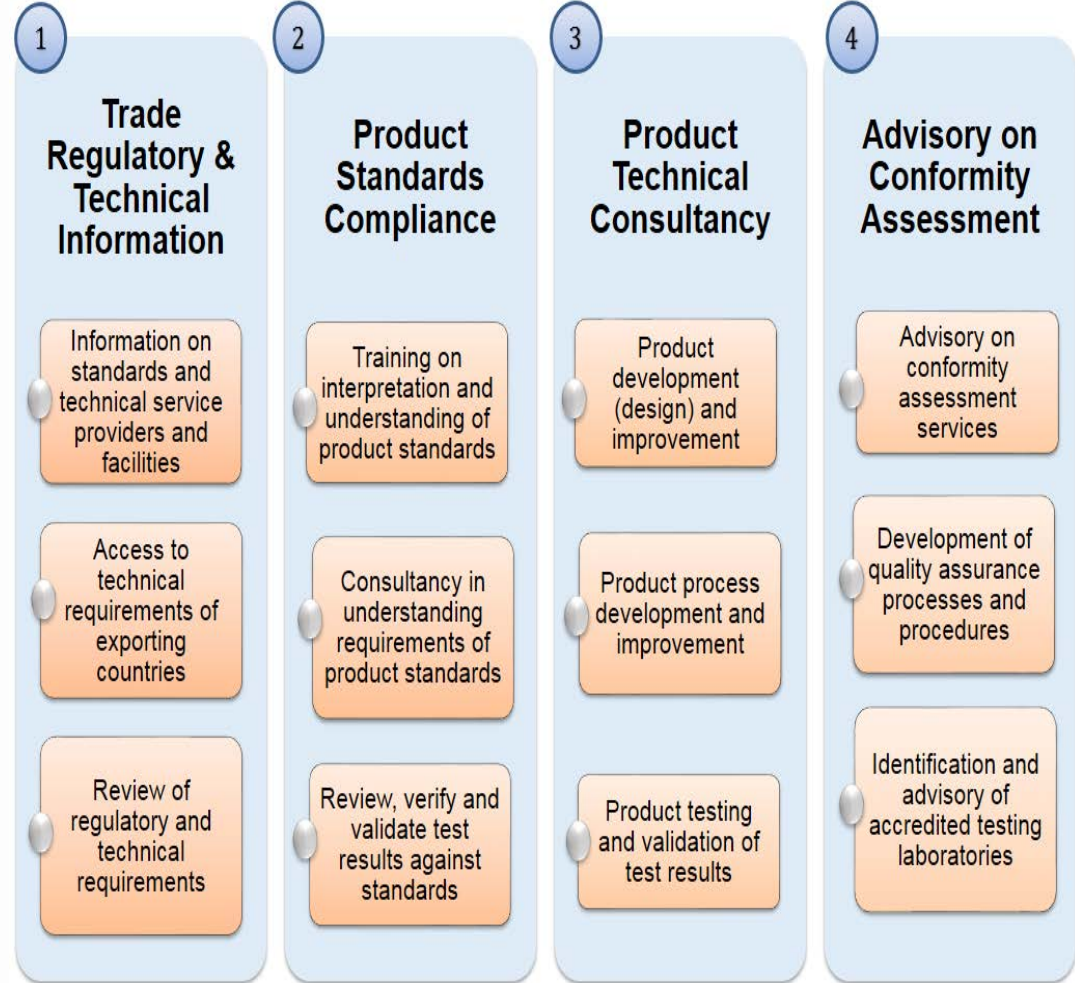 1
Trade
Regulatory &
Technical
Information
Information on
standards and
technical service
providers and
facilities
Access to
technical
requirements of
exporting
countries
Review of
regulatory and
technical
requirements
2
Product
Standards
Compliance
Training on
interpretation and
understanding of
product standards
Consultancy in
understanding
requirements of
product standards
Review, verify and
validate test
results against
standards
3
Product
Technical
Consultancy
Product
development
(design) and
improvement
Product process
development and
improvement
Product testing
and validation of
test results
4
Advisory on
Conformity
Assessment
Advisory on
conformity
assessment
services
Development of
quality assurance
processes and
procedures
Identification and
advisory of
accredited testing
laboratories